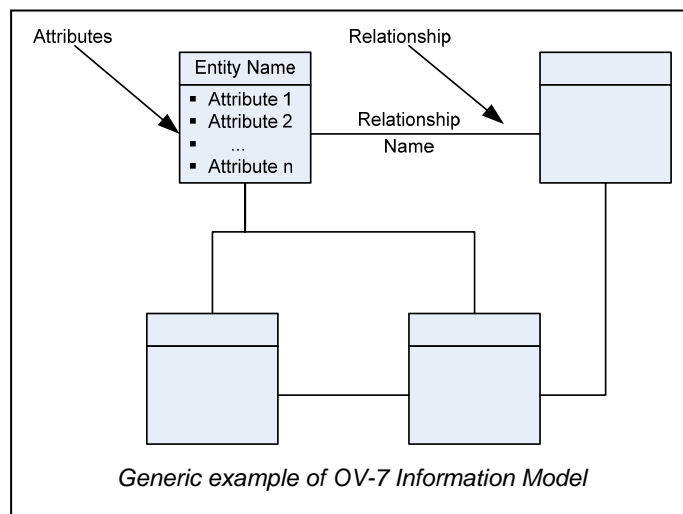 Attributes
Relationship
Entity Name
▪ Attribute 1
▪ Attribute 2
▪ ...
▪ Attribute n
Relationship
Name
Generic example of OV-7 Information Model